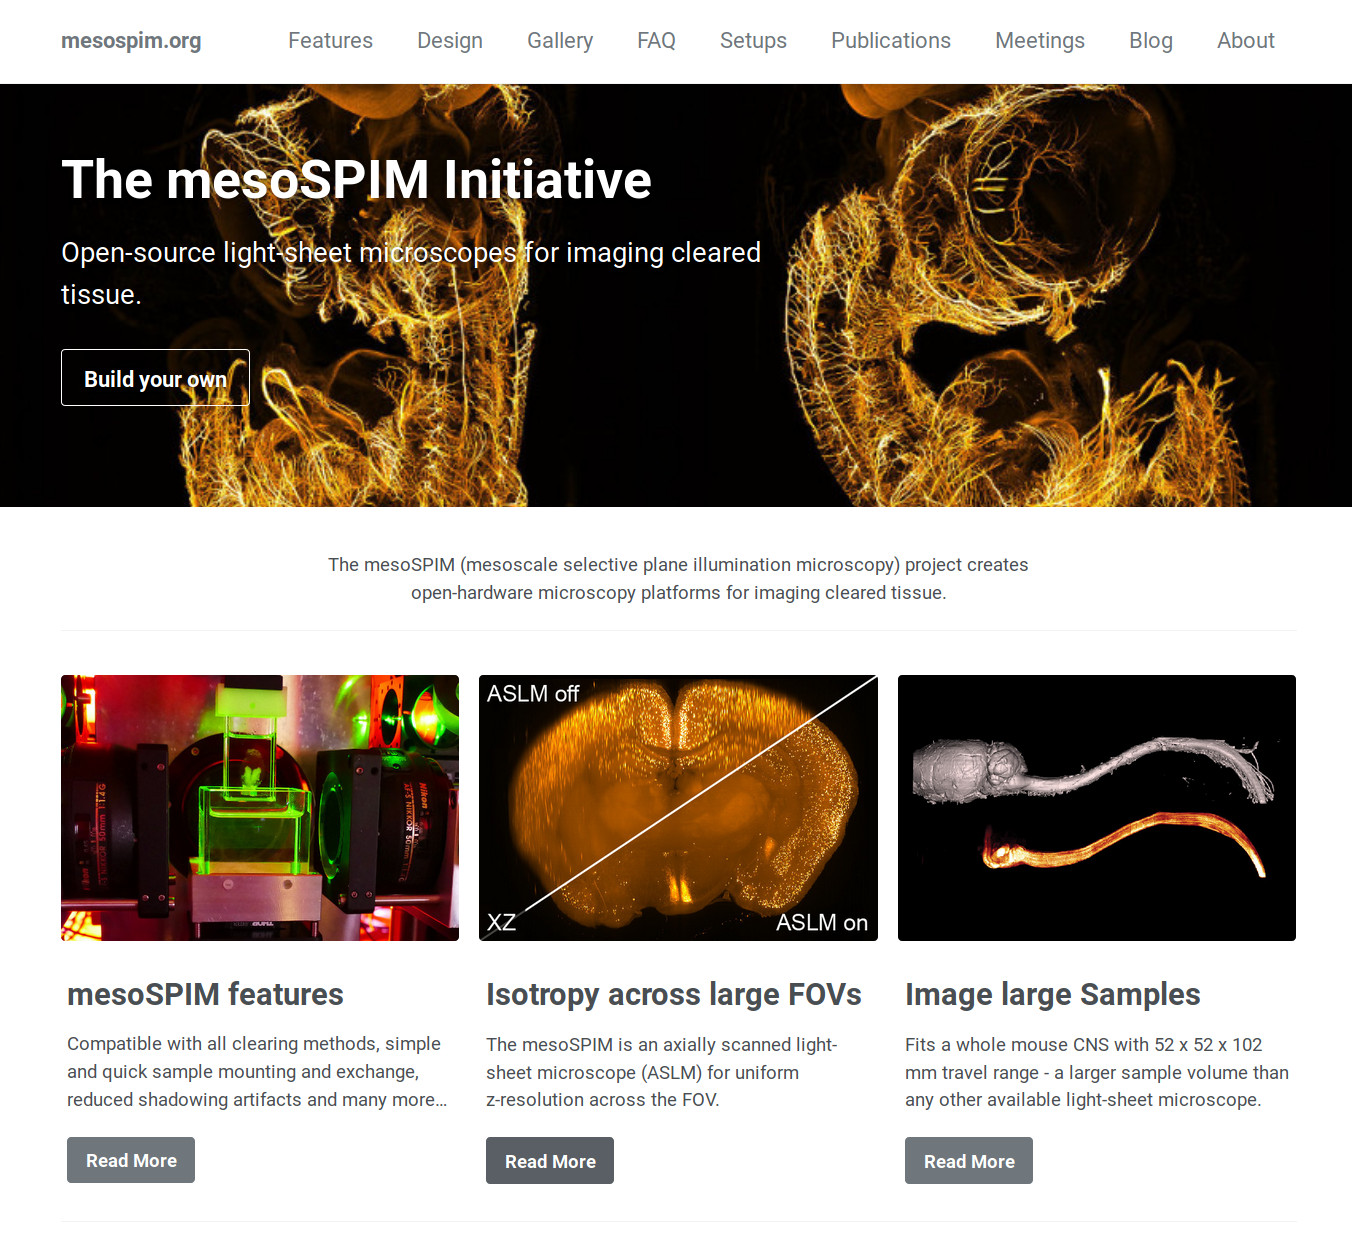 mesospim.org Features Design Gallery FAQ Setups Publications Meetings Blog About
The mesoSPIM Initiative
Open-source light-sheet microscopes for imaging cleared
tissue.
Build your own
The mesoSPIM (mesoscale selective plane illumination microscopy) project creates
open-hardware microscopy platforms for imaging cleared tissue.
ASLM off
XZ
ASLM on
mesoSPIM features
Compatible with all clearing methods, simple
and quick sample mounting and exchange,
reduced shadowing artifacts and many more…
Read More
Isotropy across large FOVs
The mesoSPIM is an axially scanned light-
sheet microscope (ASLM) for uniform
z-resolution across the FOV.
Read More
Image large Samples
Fits a whole mouse CNS with 52 x 52 x 102
mm travel range - a larger sample volume than
any other available light-sheet microscope.
Read More